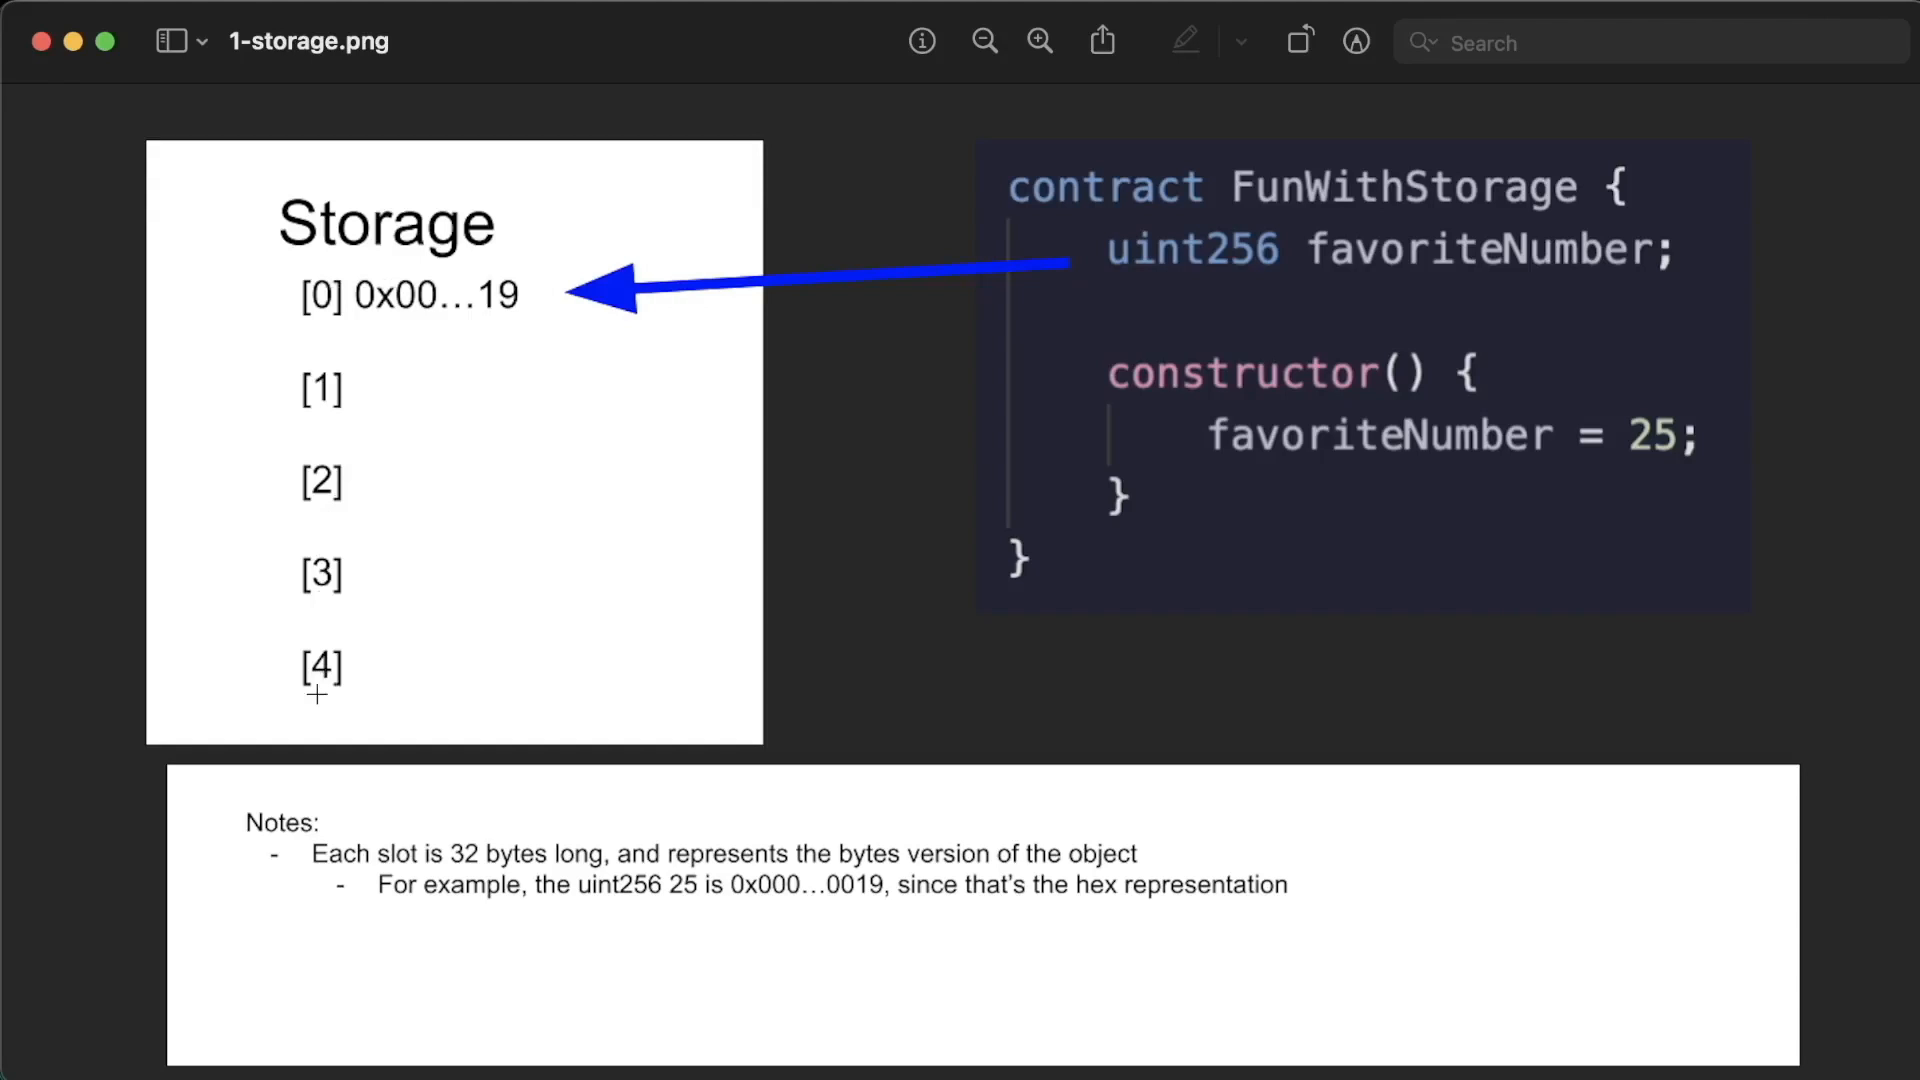 1-storage.png
Search
Storage
[0] 0x00...19
[1]
[2]
[3]
[4]
contract FunWithStorage {
uint256 favoriteNumber;
constructor() {
favoriteNumber = 25;
}
}
Notes:
- Each slot is 32 bytes long, and represents the bytes version of the object
- For example, the uint256 25 is 0x000...0019, since that's the hex representation